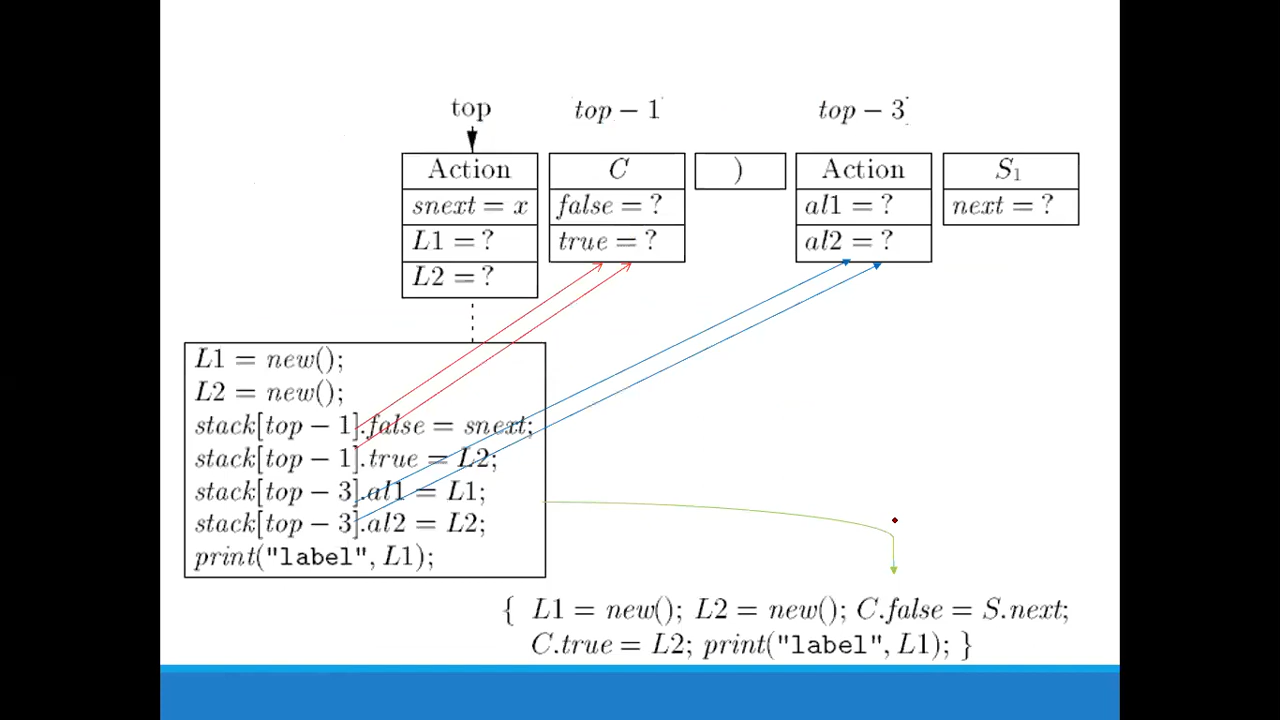 top top − 1 top − 3
Action C ) Action S₁
snext = x false = ? al1 = ? next = ?
L1 = ? true = ? al2 = ?
L2 = ?
L1 = new();
L2 = new();
stack[top − 1].false = snext;
stack[top − 1].true = L2;
stack[top − 3].al1 = L1;
stack[top − 3].al2 = L2;
print("label", L1);
{ L1 = new(); L2 = new(); C.false = S.next;
C.true = L2; print("label", L1); }